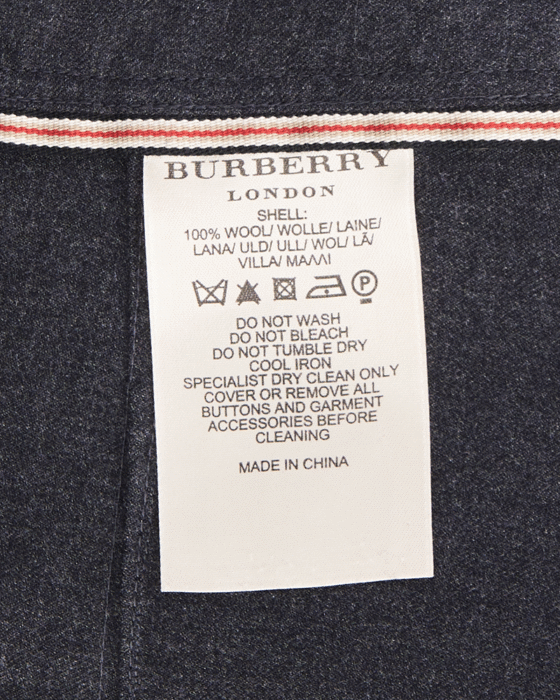 BURBERRY
LONDON
SHELL:
100% WOOL/ WOLLE/ LAINE/
LANA/ ULD/ ULL/ WOL/ LÃ/
VILLA/ ΜΑΛΛΙ
P
DO NOT WASH
DO NOT BLEACH
DO NOT TUMBLE DRY
COOL IRON
SPECIALIST DRY CLEAN ONLY
COVER OR REMOVE ALL
BUTTONS AND GARMENT
ACCESSORIES BEFORE
CLEANING
MADE IN CHINA